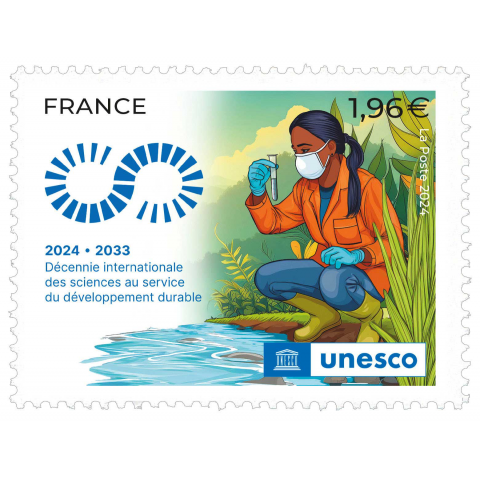 FRANCE
1,96 €
La Poste 2024
2024 • 2033
Décennie internationale
des sciences au service
du développement durable
unesco